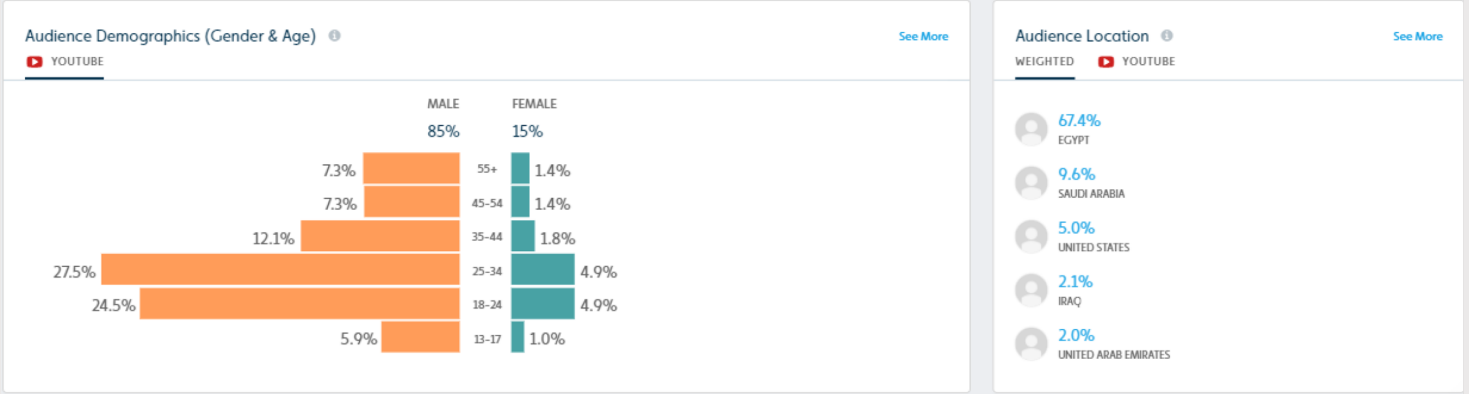 Audience Demographics (Gender & Age)
See More
YOUTUBE
MALE FEMALE
85% 15%
7.3% 55+ 1.4%
7.3% 45-54 1.4%
12.1% 35-44 1.8%
27.5% 25-34 4.9%
24.5% 18-24 4.9%
5.9% 13-17 1.0%
Audience Location
See More
WEIGHTED YOUTUBE
67.4%
EGYPT
9.6%
SAUDI ARABIA
5.0%
UNITED STATES
2.1%
IRAQ
2.0%
UNITED ARAB EMIRATES